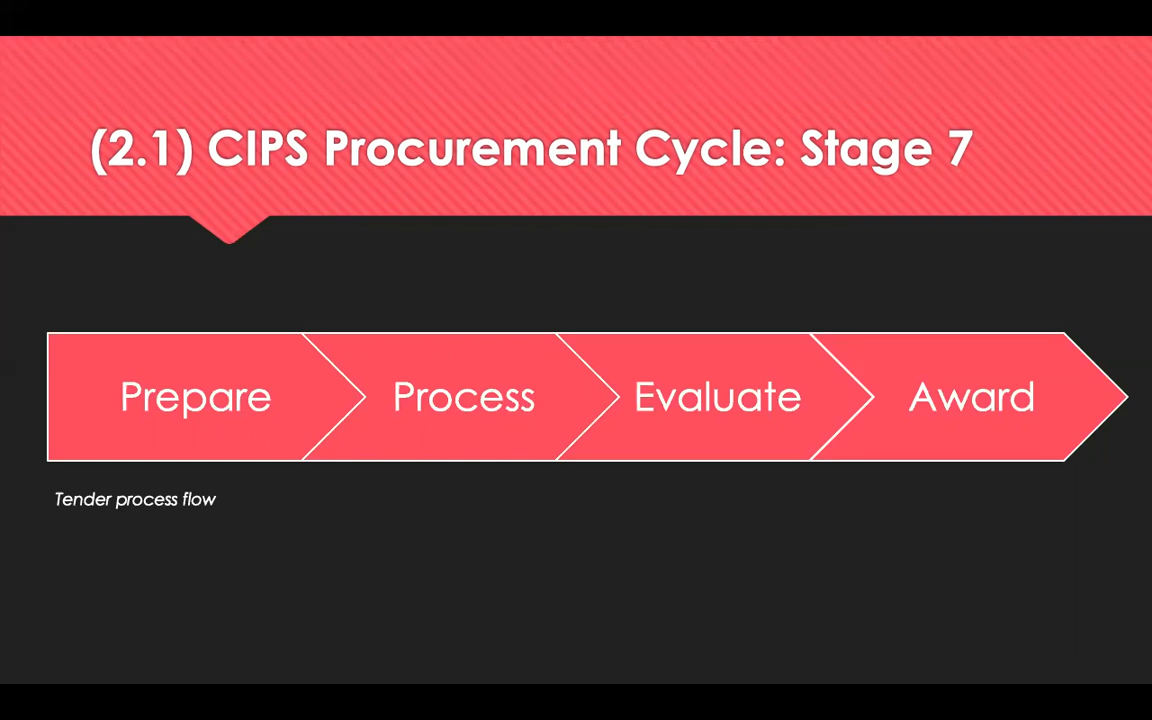 (2.1) CIPS Procurement Cycle: Stage 7
Prepare
Process
Evaluate
Award
Tender process flow